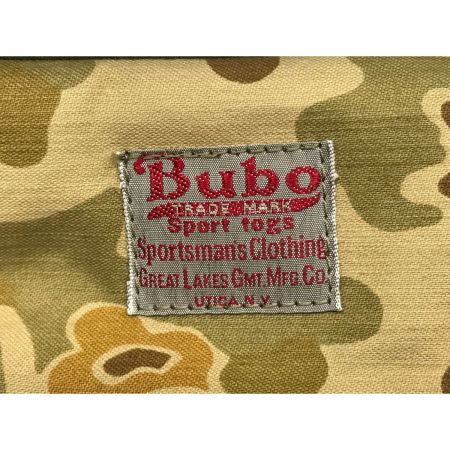 Bubo
TRADE MARK
Sport togs
Sportsman's Clothing
GREAT LAKES GMT. MFG. CO.
UTICA. N. Y.